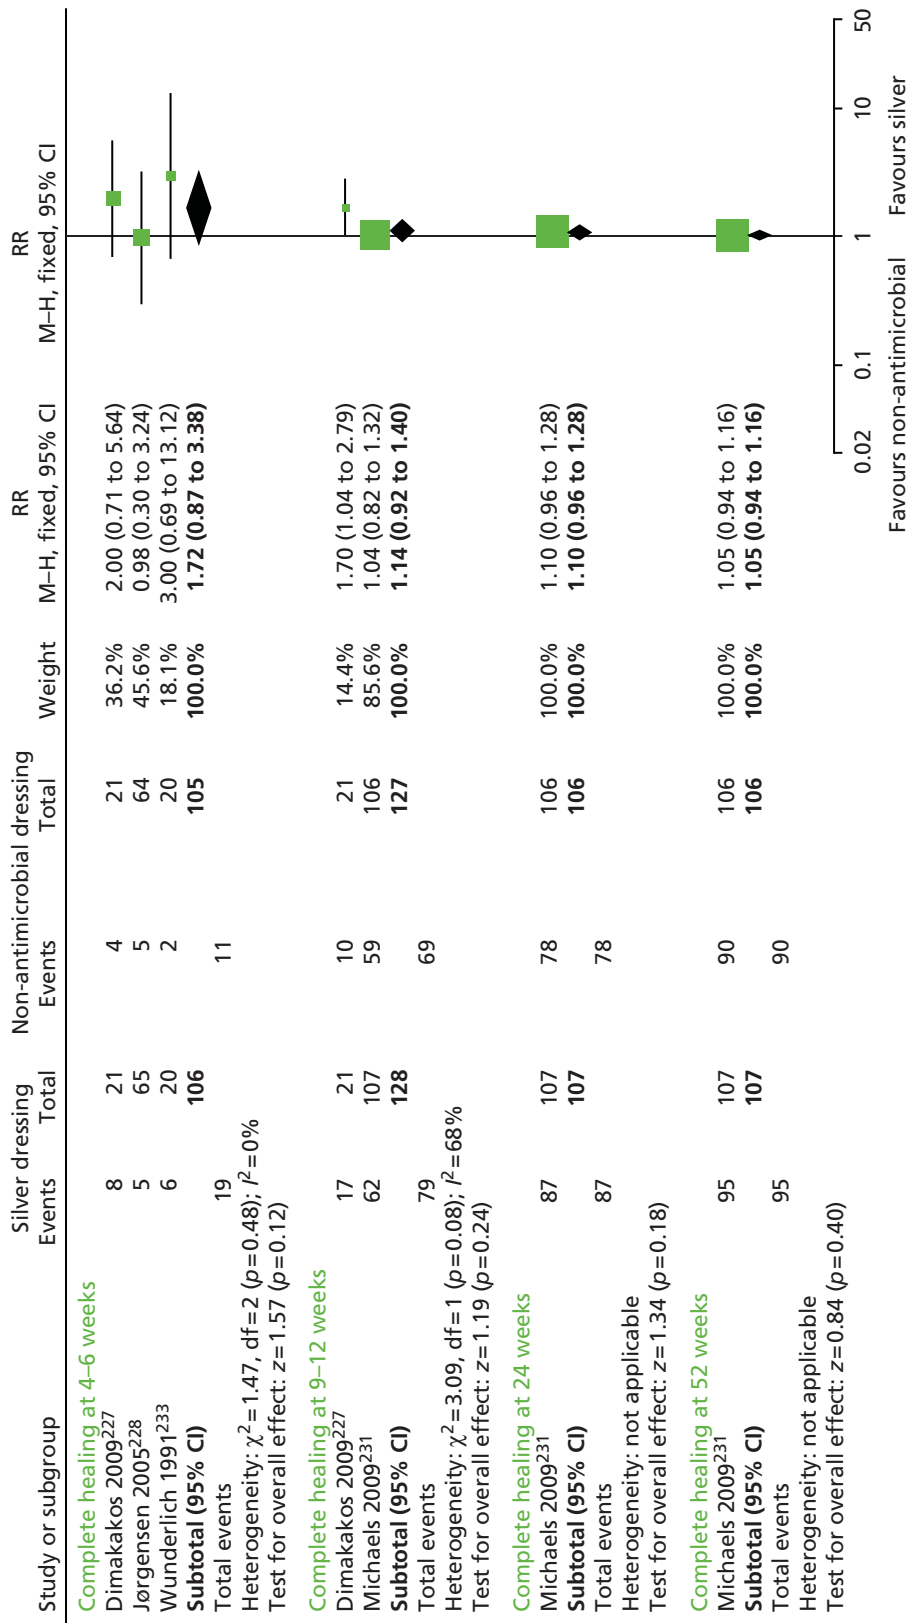 Silver dressing Non-antimicrobial dressing RR RR
Study or subgroup Events Total Events Total Weight M–H, fixed, 95% CI M–H, fixed, 95% CI
Complete healing at 4–6 weeks
Dimakakos 2009²²⁷ 8 21 4 21 36.2% 2.00 (0.71 to 5.64)
Jørgensen 2005²²⁸ 5 65 5 64 45.6% 0.98 (0.30 to 3.24)
Wunderlich 1991²³³ 6 20 2 20 18.1% 3.00 (0.69 to 13.12)
Subtotal (95% CI) 106 105 100.0% 1.72 (0.87 to 3.38)
Total events 19 11
Heterogeneity: χ²=1.47, df=2 (p=0.48); I²=0%
Test for overall effect: z=1.57 (p=0.12)
Complete healing at 9–12 weeks
Dimakakos 2009²²⁷ 17 21 10 21 14.4% 1.70 (1.04 to 2.79)
Michaels 2009²³¹ 62 107 59 106 85.6% 1.04 (0.82 to 1.32)
Subtotal (95% CI) 128 127 100.0% 1.14 (0.92 to 1.40)
Total events 79 69
Heterogeneity: χ²=3.09, df=1 (p=0.08); I²=68%
Test for overall effect: z=1.19 (p=0.24)
Complete healing at 24 weeks
Michaels 2009²³¹ 87 107 78 106 100.0% 1.10 (0.96 to 1.28)
Subtotal (95% CI) 107 106 100.0% 1.10 (0.96 to 1.28)
Total events 87 78
Heterogeneity: not applicable
Test for overall effect: z=1.34 (p=0.18)
Complete healing at 52 weeks
Michaels 2009²³¹ 95 107 90 106 100.0% 1.05 (0.94 to 1.16)
Subtotal (95% CI) 107 106 100.0% 1.05 (0.94 to 1.16)
Total events 95 90
Heterogeneity: not applicable
Test for overall effect: z=0.84 (p=0.40)
0.02 0.1 1 10 50
Favours non-antimicrobial Favours silver